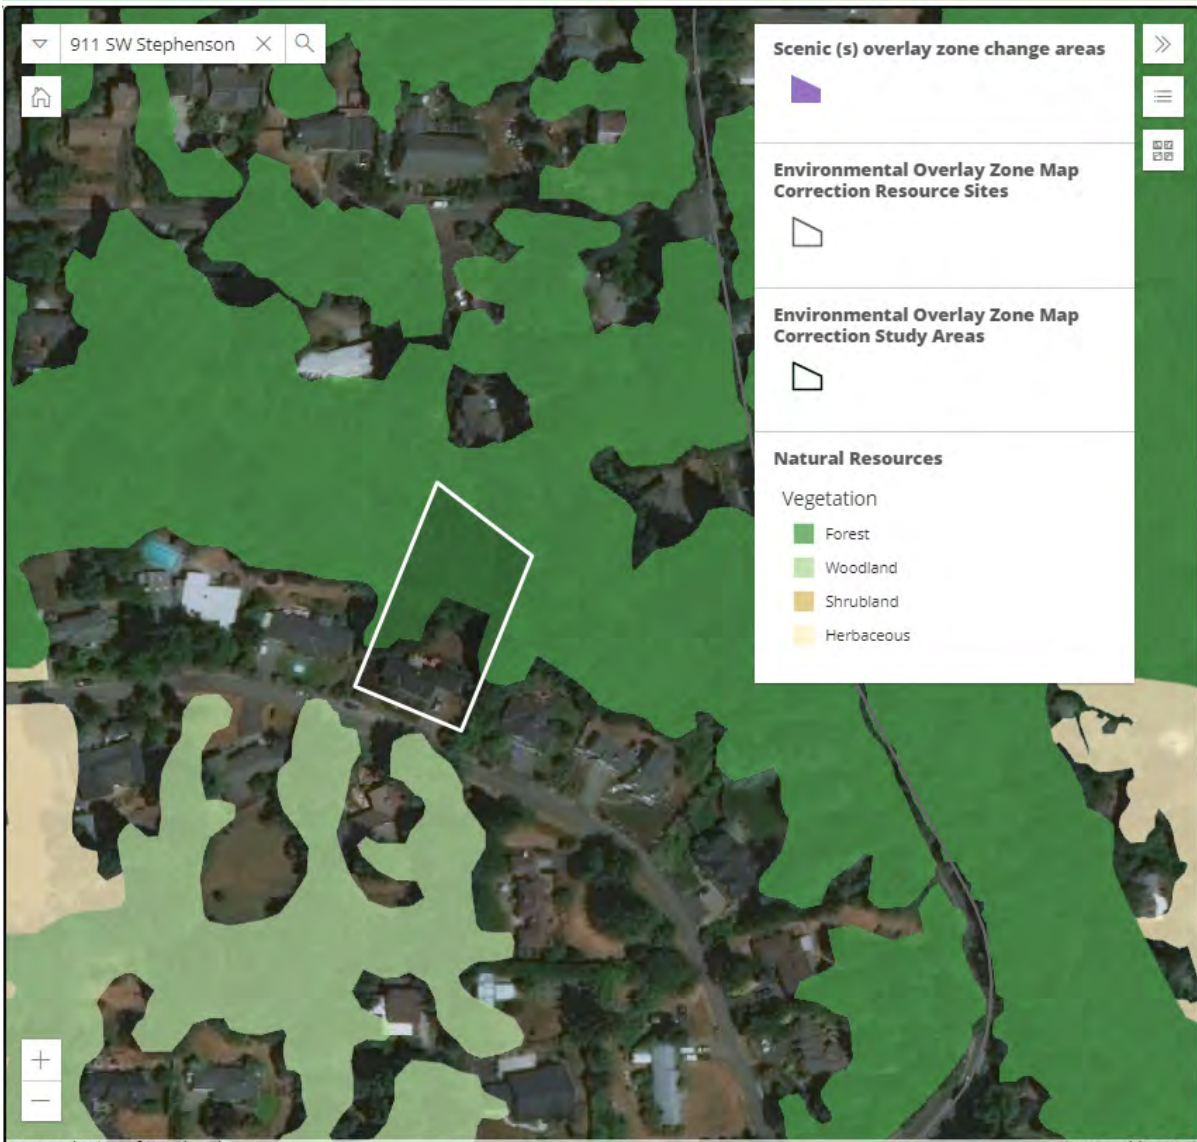 911 SW Stephenson
Scenic (s) overlay zone change areas
Environmental Overlay Zone Map
Correction Resource Sites
Environmental Overlay Zone Map
Correction Study Areas
Natural Resources
Vegetation
Forest
Woodland
Shrubland
Herbaceous